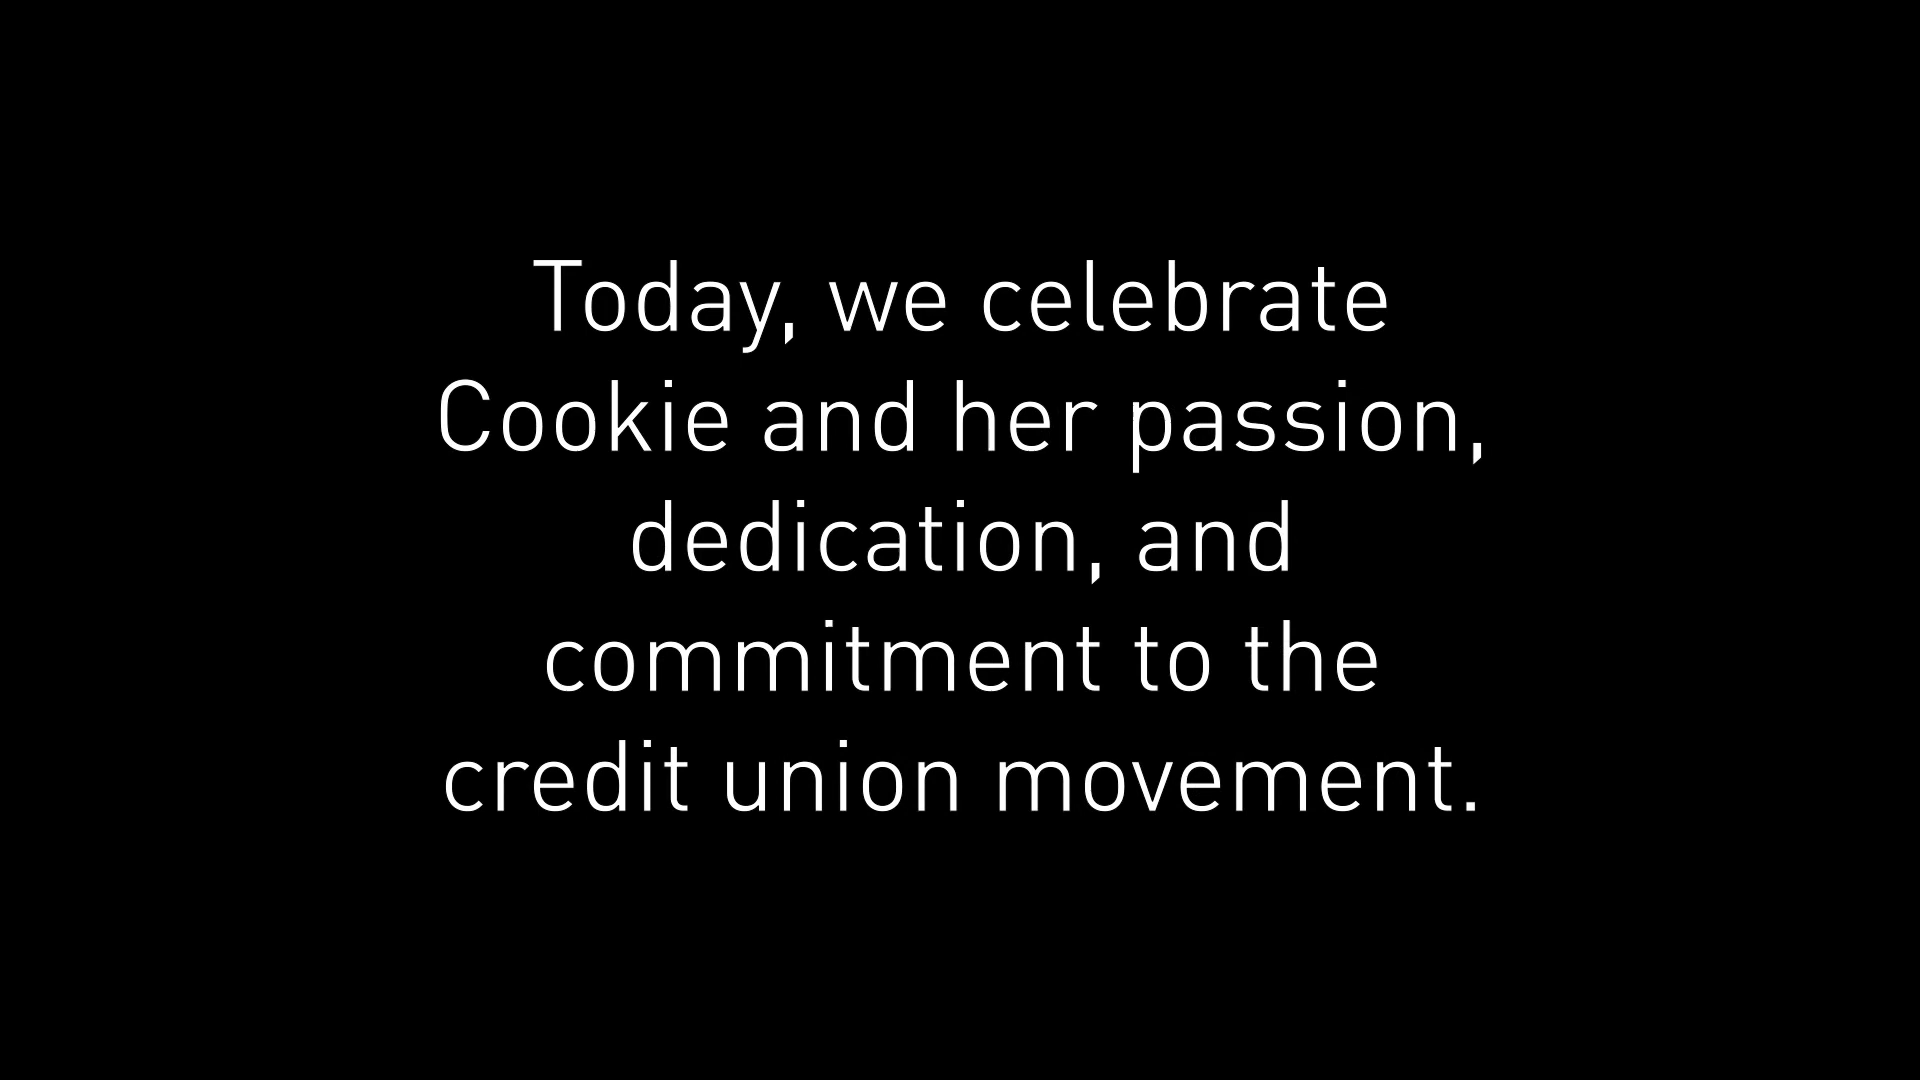 Today, we celebrate
Cookie and her passion,
dedication, and
commitment to the
credit union movement.